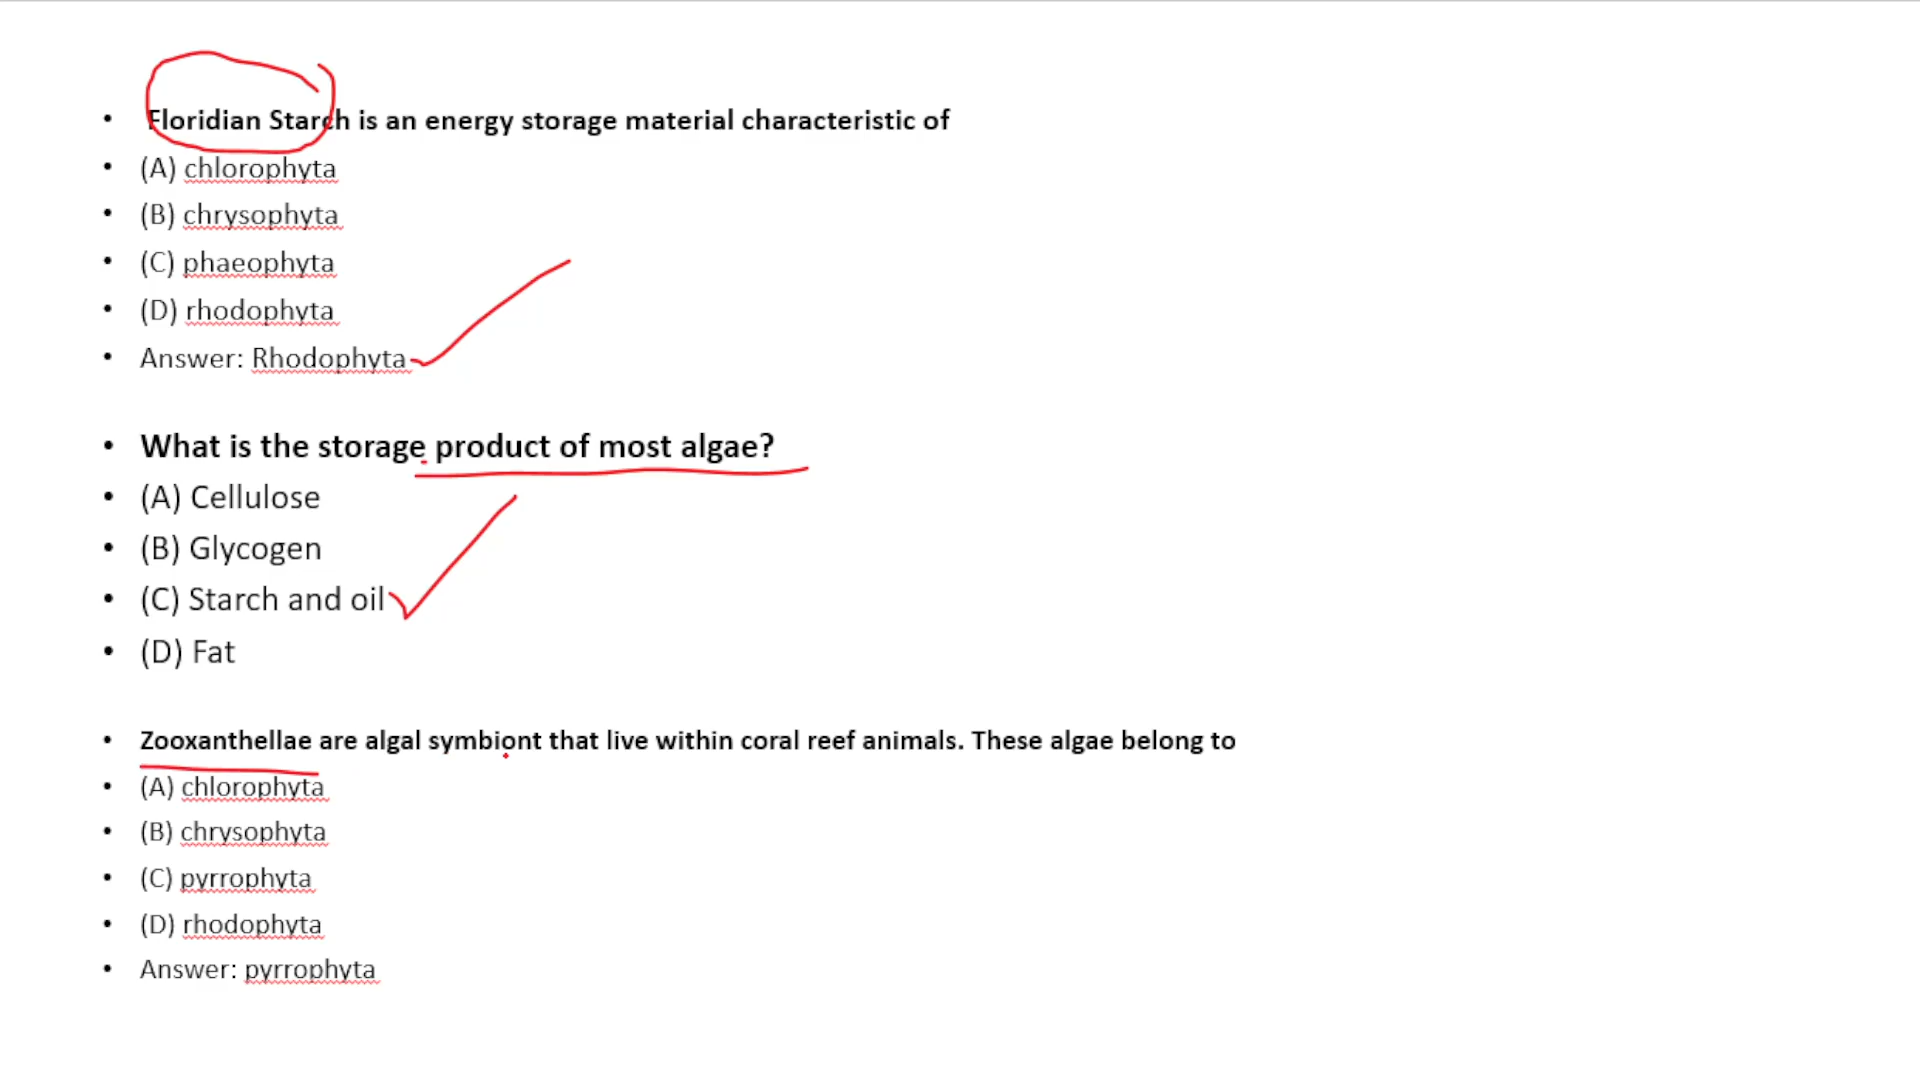 • Floridian Starch is an energy storage material characteristic of
• (A) chlorophyta
• (B) chrysophyta
• (C) phaeophyta
• (D) rhodophyta
• Answer: Rhodophyta
• What is the storage product of most algae?
• (A) Cellulose
• (B) Glycogen
• (C) Starch and oil
• (D) Fat
• Zooxanthellae are algal symbiont that live within coral reef animals. These algae belong to
• (A) chlorophyta
• (B) chrysophyta
• (C) pyrrophyta
• (D) rhodophyta
• Answer: pyrrophyta